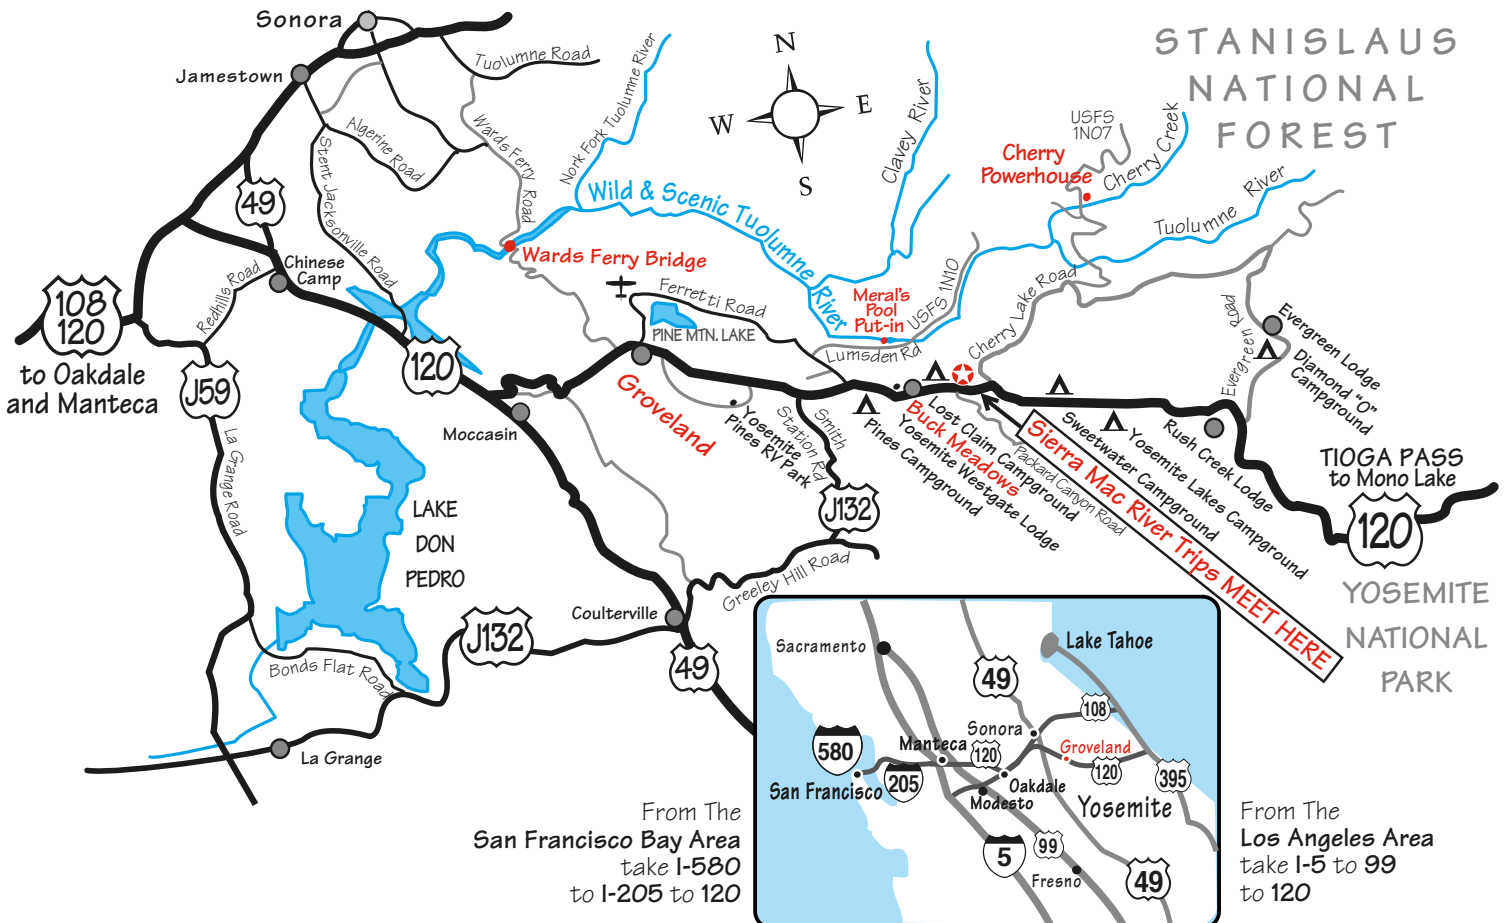 Sonora
Jamestown
Tuolumne Road
Algerine Road
Wards Ferry Road
Stent Jacksonville Road
Nork Fork Tuolumne River
49
Chinese
Camp
Redhills Road
108
120
to Oakdale
and Manteca
J59
La Grange Road
120
Moccasin
Wild & Scenic Tuolumne
River
Wards Ferry Bridge
Ferretti Road
PINE MTN. LAKE
Groveland
Yosemite
Pines RV Park
Smith
Station Rd
J132
Greeley Hill Road
LAKE
DON
PEDRO
Coulterville
J132
49
Bonds Flat Road
La Grange
N
W
E
S
Clavey River
STANISLAUS
NATIONAL
FOREST
USFS
1N07
Cherry
Powerhouse
Cherry Creek
Tuolumne River
Meral's
Pool
Put-in
USFS 1N10
Lumsden Rd
Cherry Lake Road
Evergreen Road
Evergreen Lodge
Diamond "O"
Campground
Lost Claim Campground
Buck Meadows
Yosemite Westgate Lodge
Pines Campground
Packard Canyon Road
Sierra Mac River Trips MEET HERE
Sweetwater Campground
Yosemite Lakes Campground
Rush Creek Lodge
TIOGA PASS
to Mono Lake
120
YOSEMITE
NATIONAL
PARK
Sacramento
Lake Tahoe
49
108
Sonora
580
Manteca
120
Groveland
120
395
San Francisco
205
Oakdale
Modesto
Yosemite
5
99
Fresno
49
From The
San Francisco Bay Area
take I-580
to I-205 to 120
From The
Los Angeles Area
take I-5 to 99
to 120